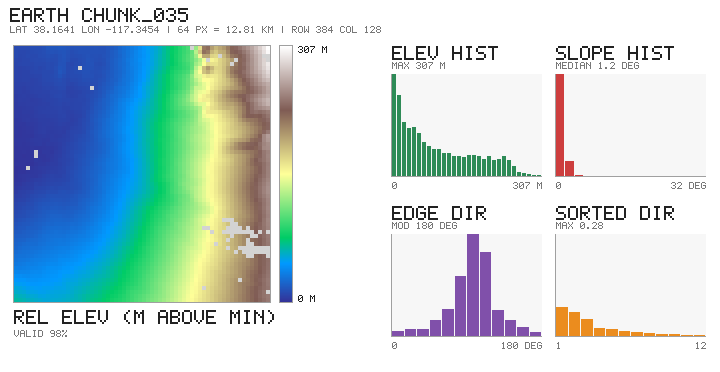 EARTH CHUNK_035
LAT 38.1641 LON -117.3454 | 64 PX = 12.81 KM | ROW 384 COL 128
307 M
0 M
REL ELEV (M ABOVE MIN)
VALID 98%
ELEV HIST
MAX 307 M
0 307 M
SLOPE HIST
MEDIAN 1.2 DEG
0 32 DEG
EDGE DIR
MOD 180 DEG
0 180 DEG
SORTED DIR
MAX 0.28
1 12